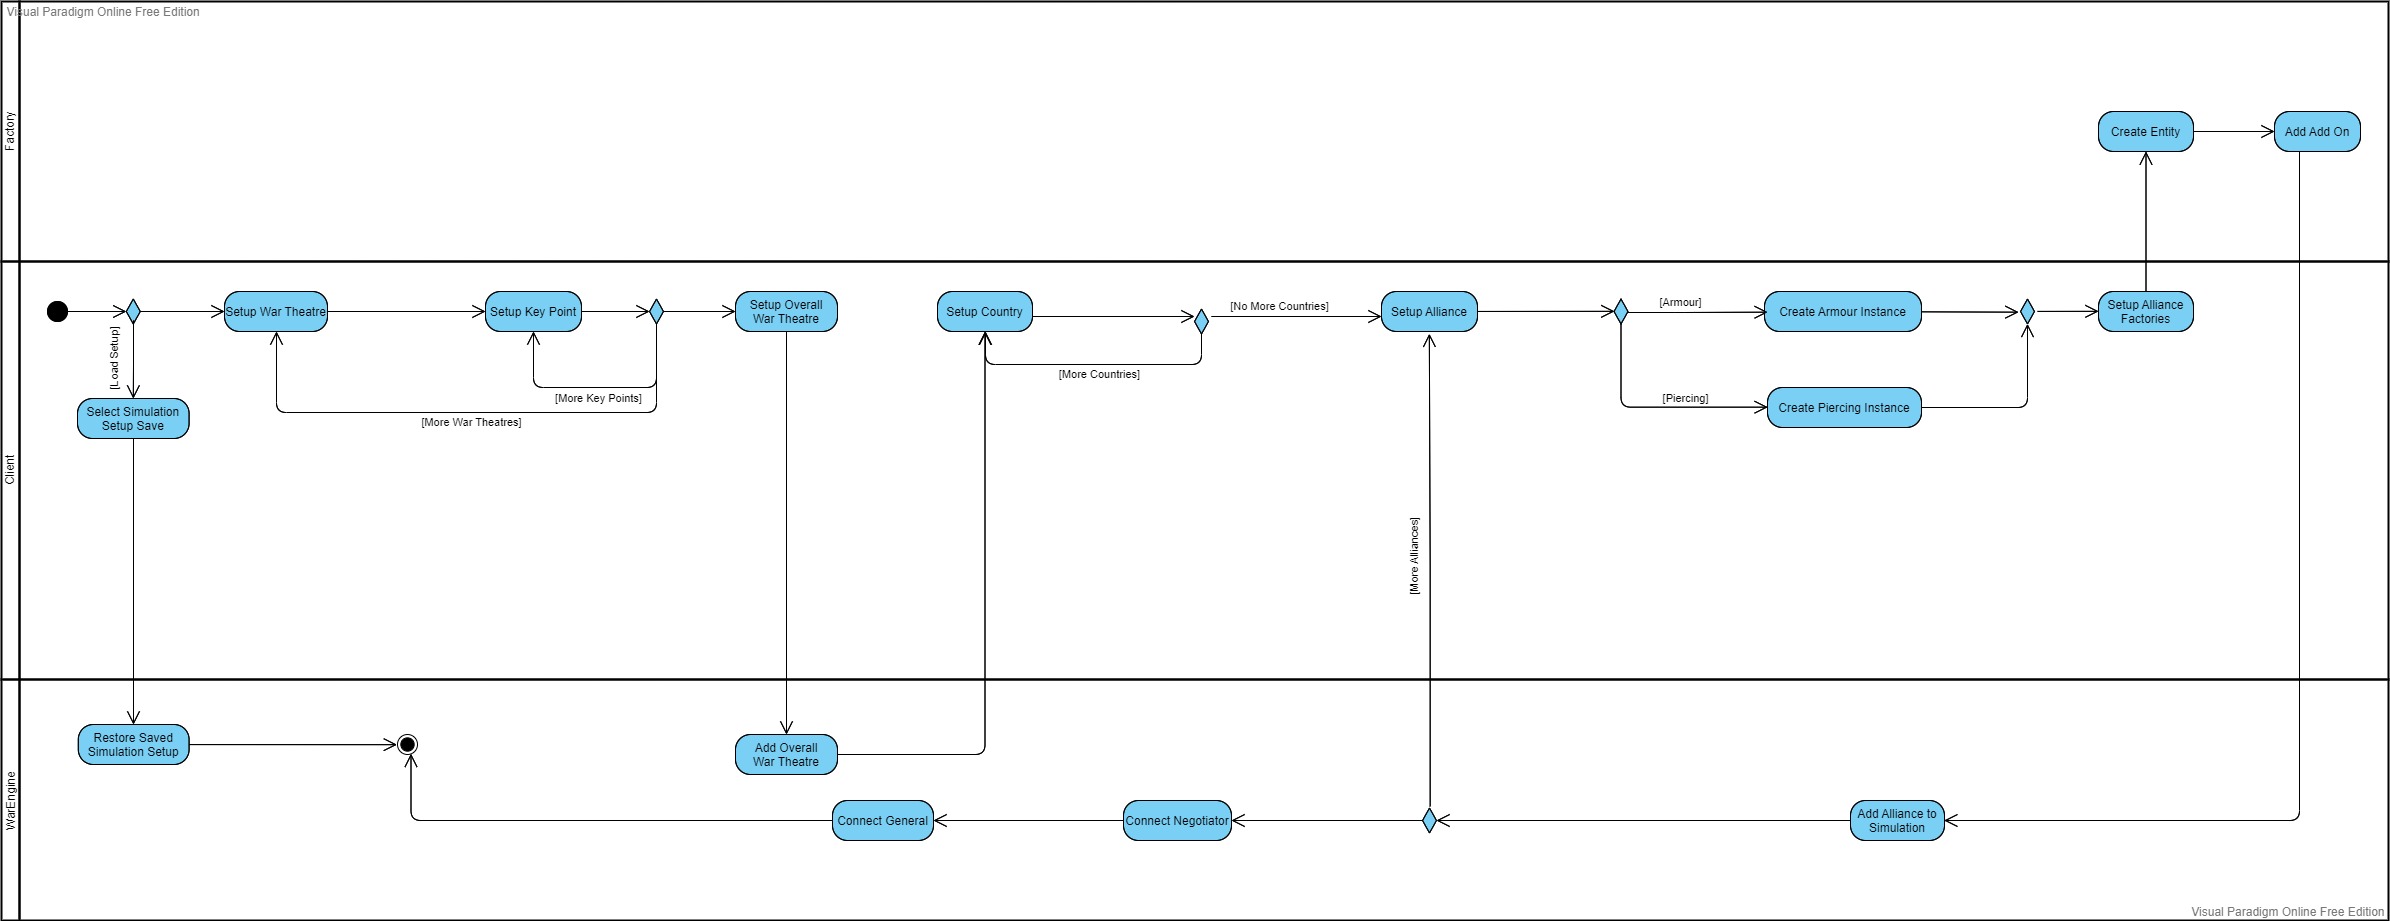 Visual Paradigm Online Free Edition
Factory
Create Entity
Add Add On
Client
[Load Setup]
Select Simulation
Setup Save
Setup War Theatre
Setup Key Point
[More Key Points]
[More War Theatres]
Setup Overall
War Theatre
Setup Country
[More Countries]
[No More Countries]
Setup Alliance
[More Alliances]
[Armour]
Create Armour Instance
[Piercing]
Create Piercing Instance
Setup Alliance
Factories
WarEngine
Restore Saved
Simulation Setup
Add Overall
War Theatre
Connect General
Connect Negotiator
Add Alliance to
Simulation
Visual Paradigm Online Free Edition